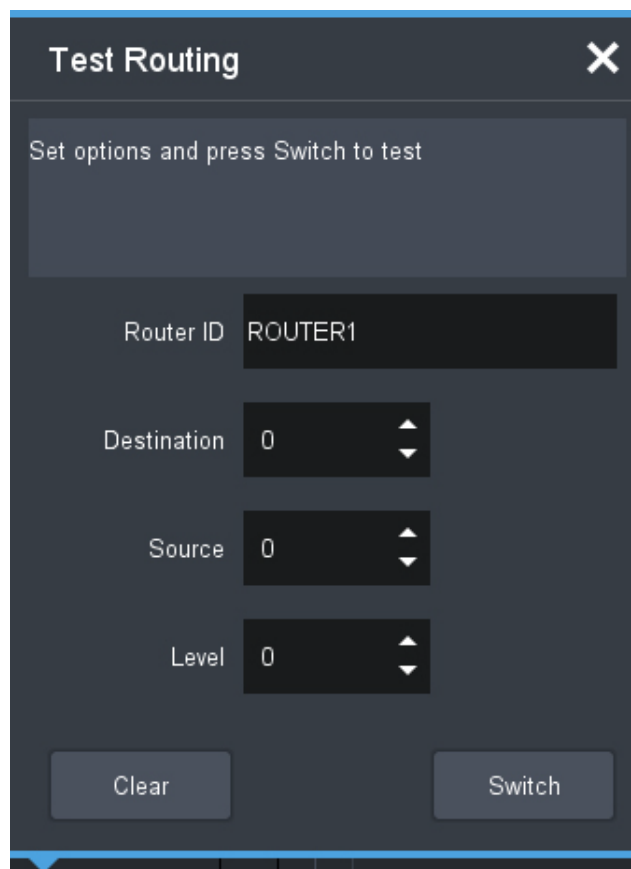 Test Routing
Set options and press Switch to test
Router ID ROUTER1
Destination 0
Source 0
Level 0
Clear Switch